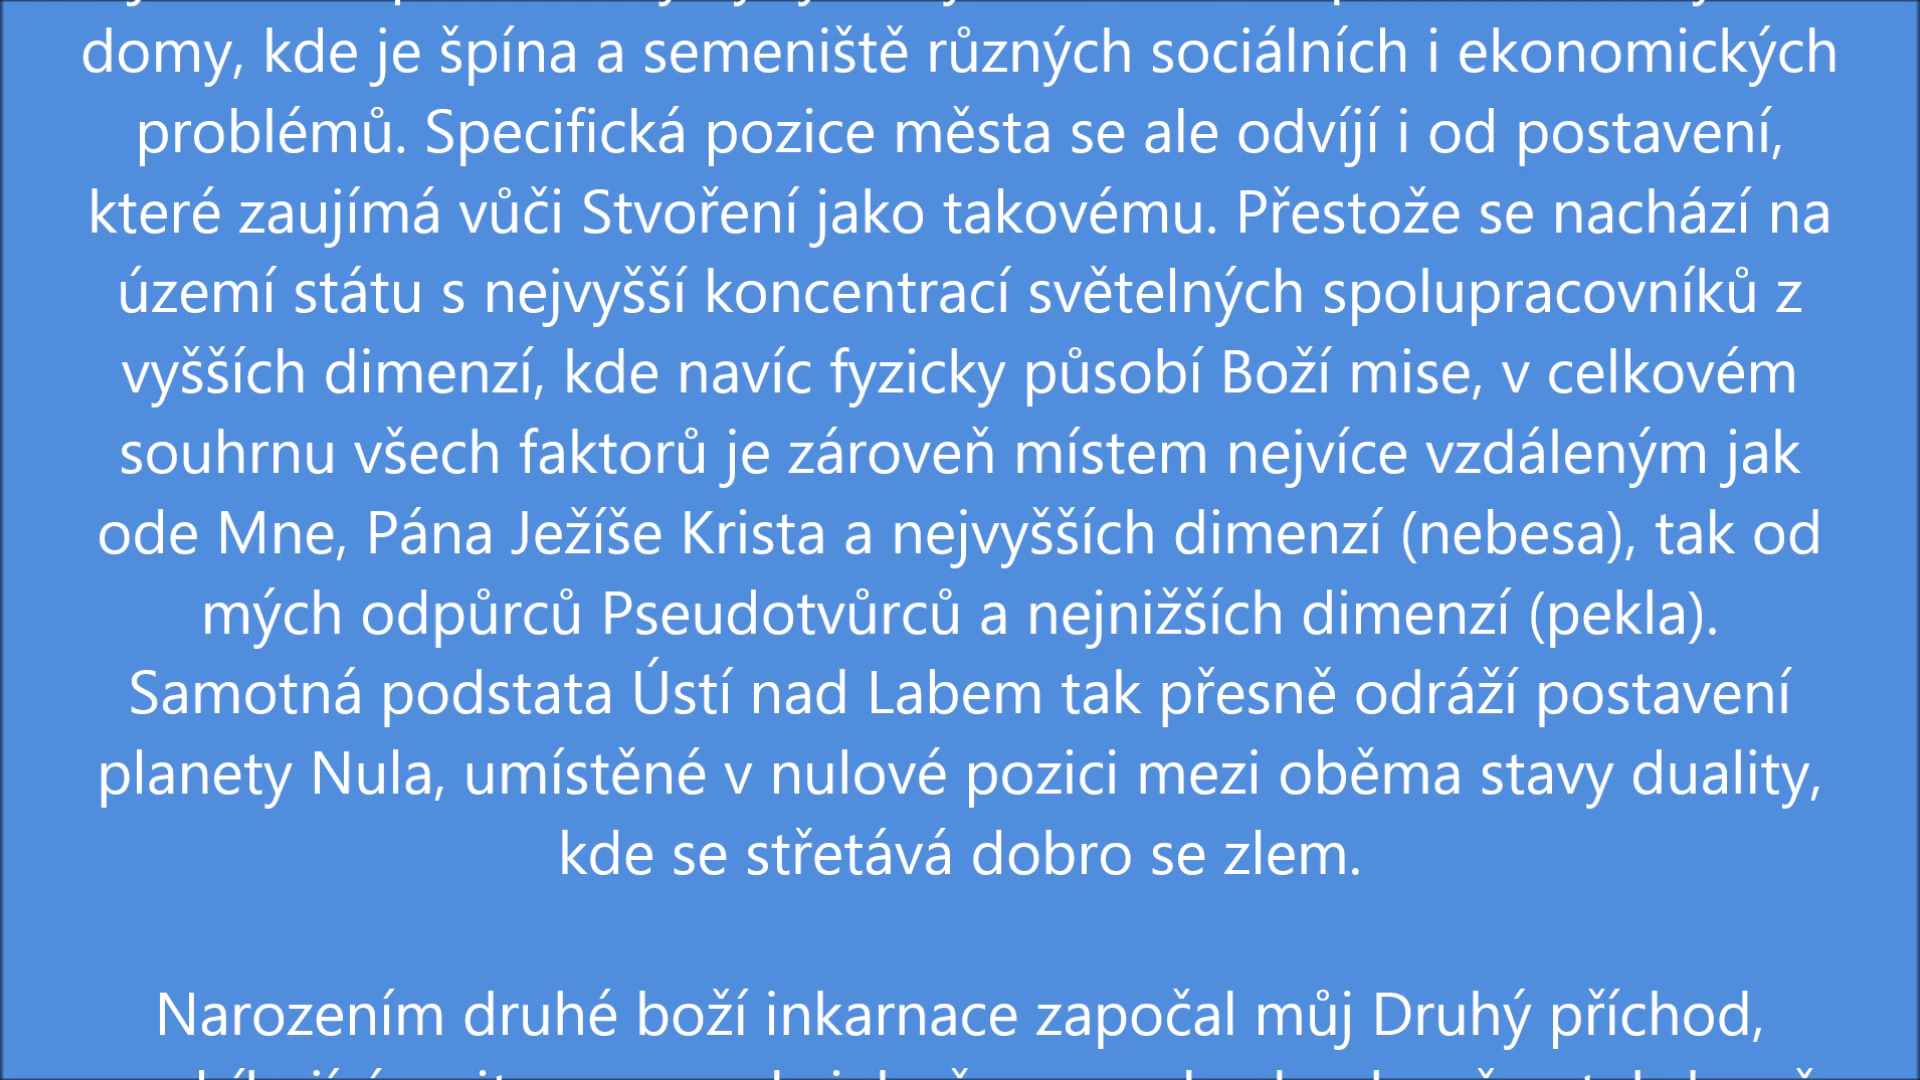 domy, kde je špína a semeniště různých sociálních i ekonomických
problémů. Specifická pozice města se ale odvíjí i od postavení,
které zaujímá vůči Stvoření jako takovému. Přestože se nachází na
území státu s nejvyšší koncentrací světelných spolupracovníků z
vyšších dimenzí, kde navíc fyzicky působí Boží mise, v celkovém
souhrnu všech faktorů je zároveň místem nejvíce vzdáleným jak
ode Mne, Pána Ježíše Krista a nejvyšších dimenzí (nebesa), tak od
mých odpůrců Pseudotvůrců a nejnižších dimenzí (pekla).
Samotná podstata Ústí nad Labem tak přesně odráží postavení
planety Nula, umístěné v nulové pozici mezi oběma stavy duality,
kde se střetává dobro se zlem.
Narozením druhé boží inkarnace započal můj Druhý příchod,